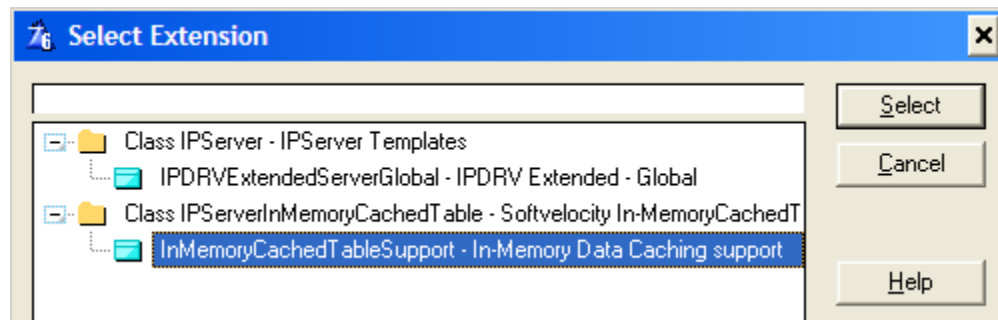 Select Extension
Select
Class IPServer - IPServer Templates
IPDRVExtendedServerGlobal - IPDRV Extended - Global
Cancel
Class IPServerInMemoryCachedTable - Softvelocity In-MemoryCachedT
InMemoryCachedTableSupport - In-Memory Data Caching support
Help